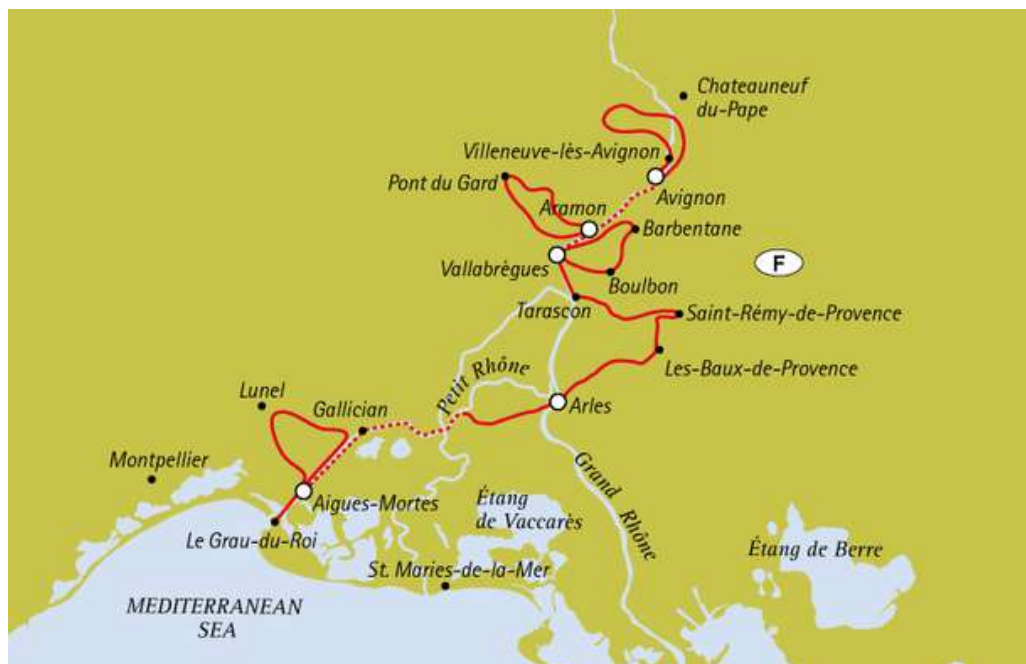 Chateauneuf
du-Pape
Villeneuve-lès-Avignon
Pont du Gard
Avignon
Aramon
Barbentane
Vallabrègues
F
Boulbon
Tarascon
Saint-Rémy-de-Provence
Les-Baux-de-Provence
Petit Rhône
Lunel
Gallician
Arles
Montpellier
Grand Rhône
Aigues-Mortes
Étang
de Vaccarès
Le Grau-du-Roi
Étang de Berre
St. Maries-de-la-Mer
MEDITERRANEAN
SEA